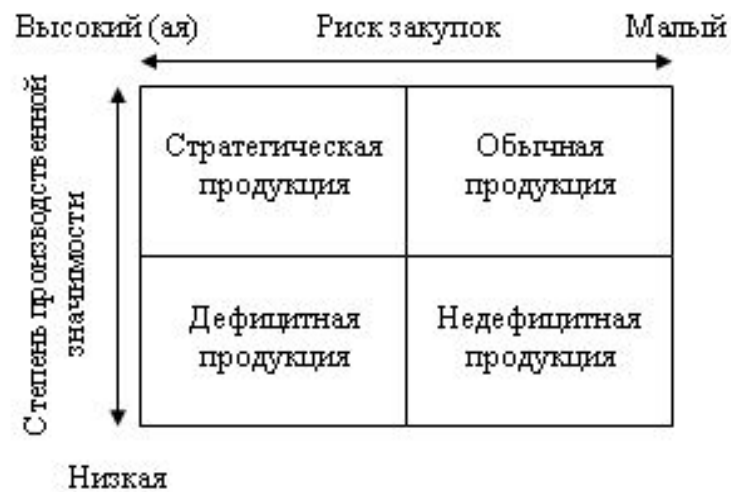 Высокий (ая) Риск закупок Малый
Степень производственной
значимости
Стратегическая
продукция
Обычная
продукция
Дефицитная
продукция
Недефицитная
продукция
Низкая